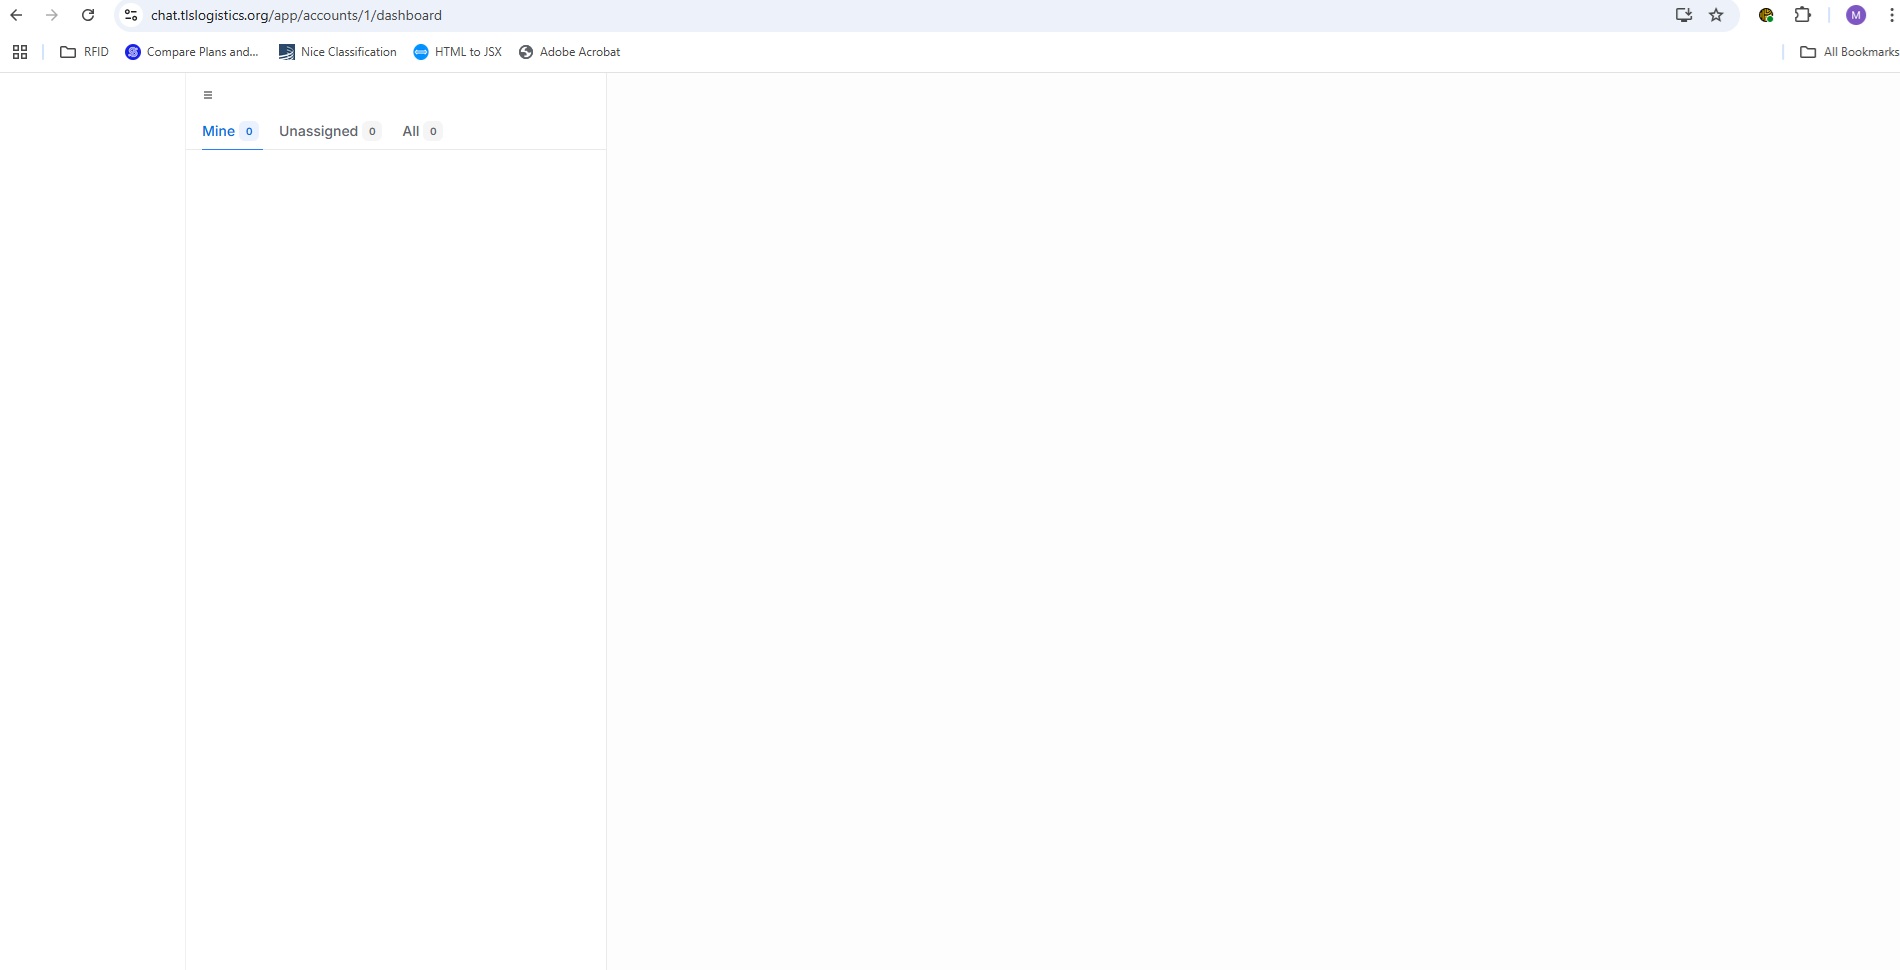 chat.tlslogistics.org/app/accounts/1/dashboard
M
RFID
Compare Plans and...
Nice Classification
HTML to JSX
Adobe Acrobat
All Bookmarks
Mine 0
Unassigned 0
All 0